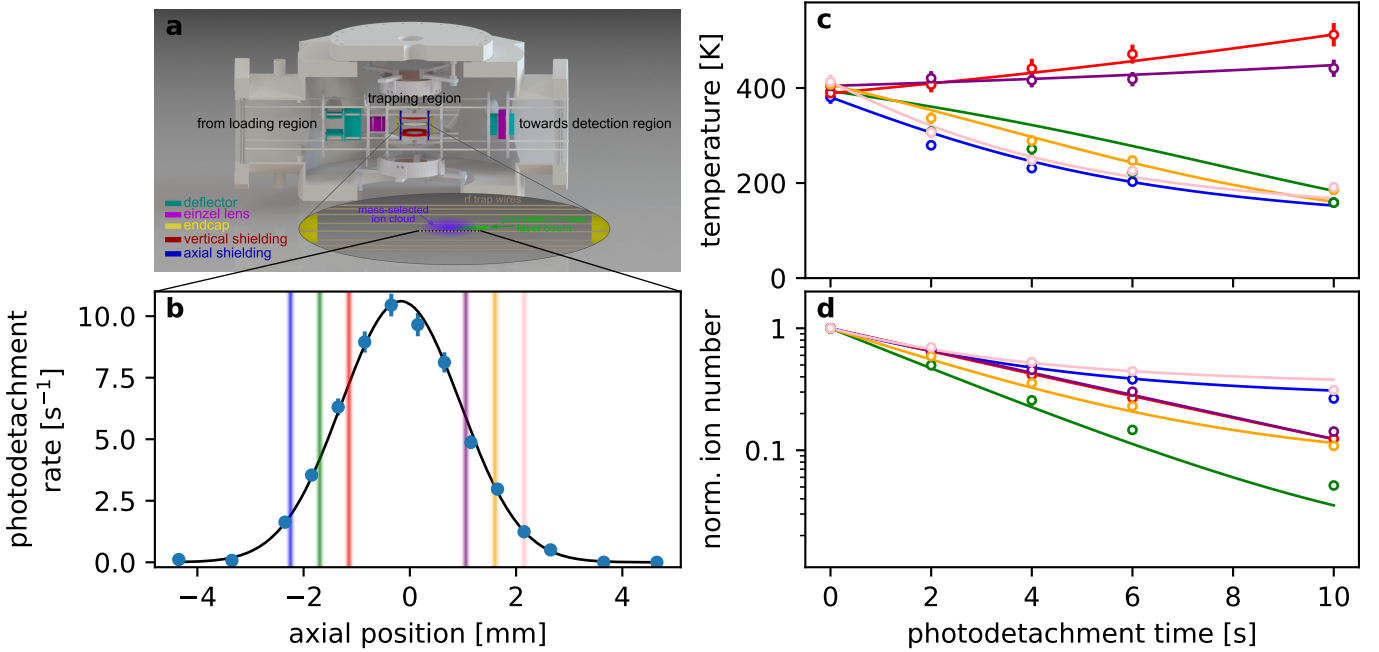 a
trapping region
from loading region
towards detection region
deflector
einzel lens
endcap
vertical shielding
axial shielding
rf trap wires
mass-selected
ion cloud
laser beam
b
photodetachment
rate [s⁻¹]
10.0
7.5
5.0
2.5
0.0
−4
−2
0
2
4
axial position [mm]
c
temperature [K]
400
200
0
d
norm. ion number
1
0.1
0
2
4
6
8
10
photodetachment time [s]